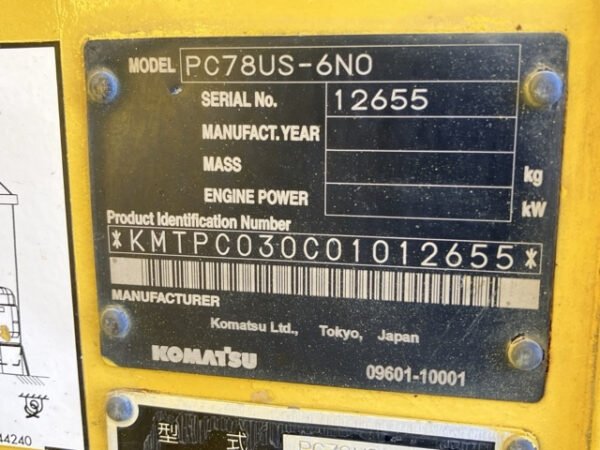 MODEL PC78US-6N0
SERIAL No. 12655
MANUFACT. YEAR
MASS kg
ENGINE POWER kW
Product Identification Number
*KMTPC030C01012655*
MANUFACTURER
Komatsu Ltd., Tokyo, Japan
KOMATSU 09601-10001
44240
型式